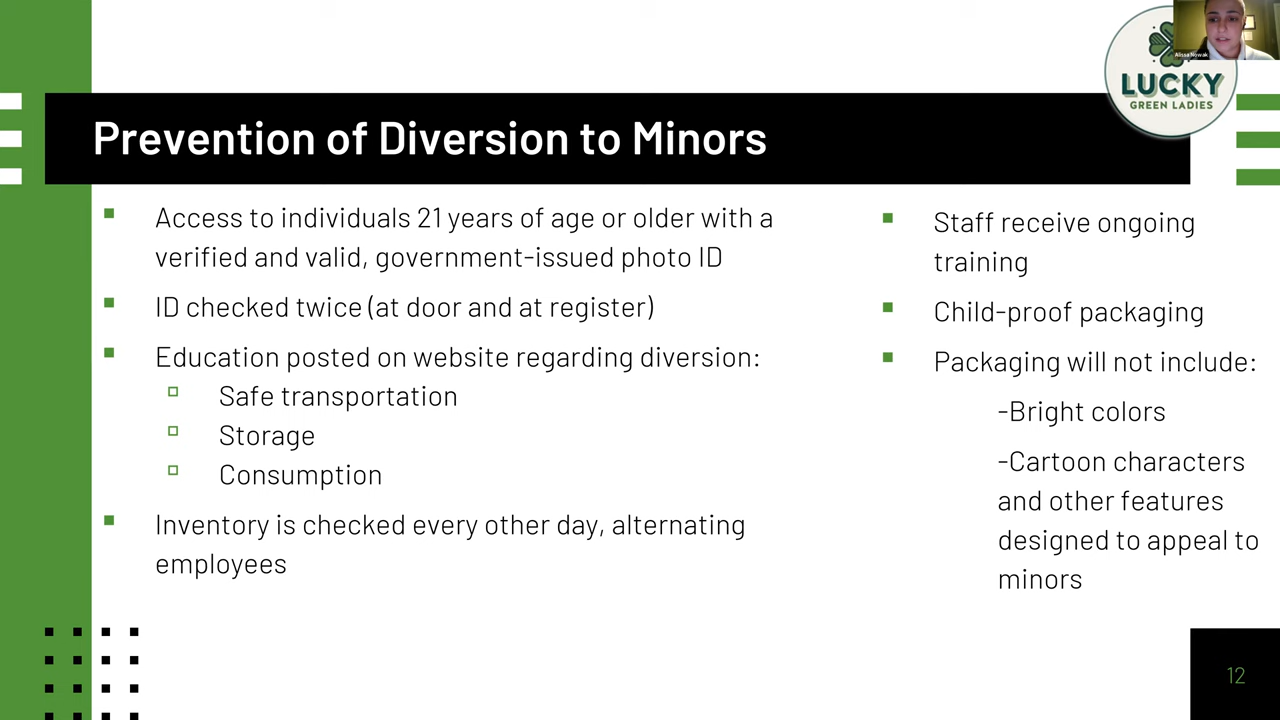 Alissa Nowak
LUCKY
GREEN LADIES
Prevention of Diversion to Minors
Access to individuals 21 years of age or older with a
verified and valid, government-issued photo ID
ID checked twice (at door and at register)
Education posted on website regarding diversion:
Safe transportation
Storage
Consumption
Inventory is checked every other day, alternating
employees
Staff receive ongoing
training
Child-proof packaging
Packaging will not include:
-Bright colors
-Cartoon characters
and other features
designed to appeal to
minors
12